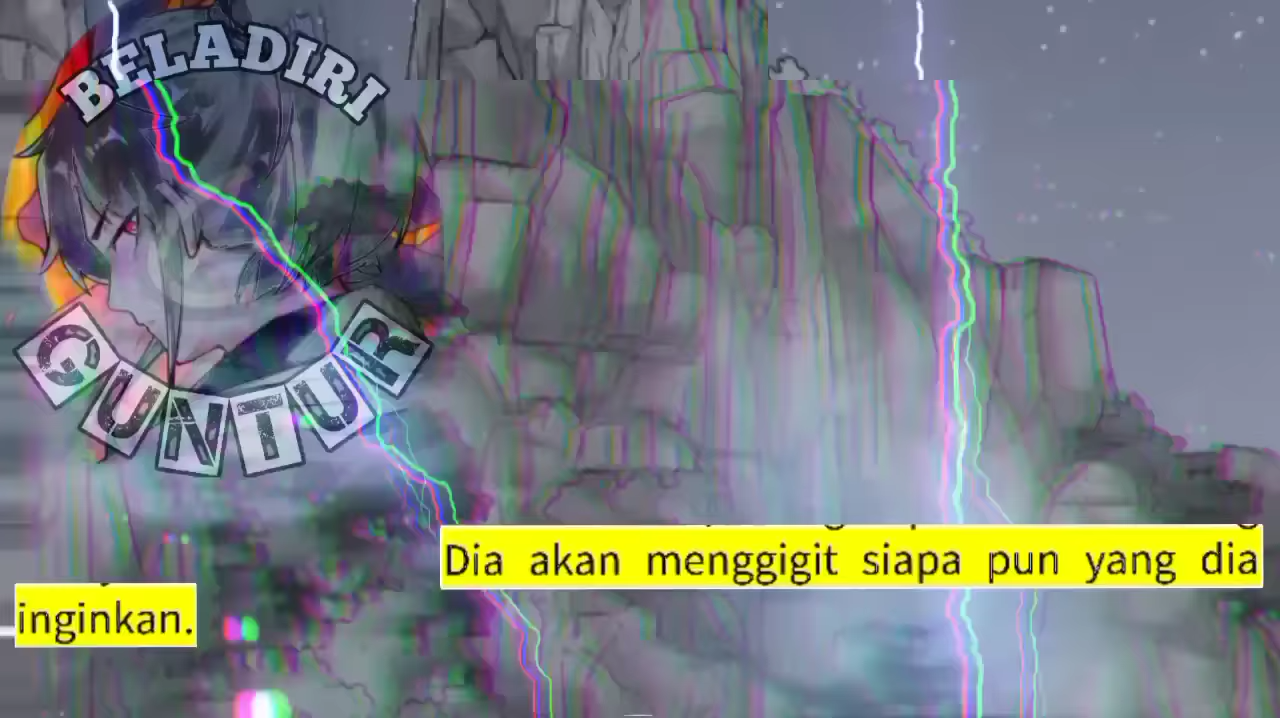 BELADIRI
GUNTUR
Dia akan menggigit siapa pun yang dia
inginkan.